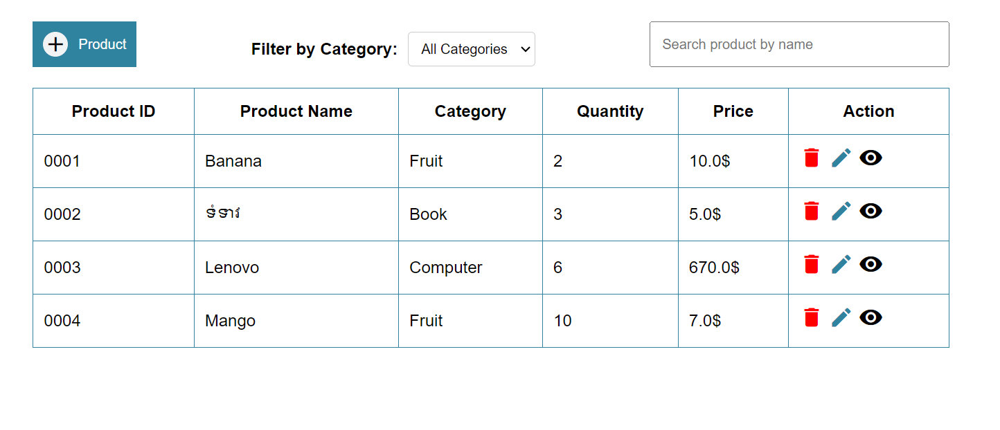 Product
Filter by Category: All Categories
Search product by name
Product ID Product Name Category Quantity Price Action
0001 Banana Fruit 2 10.0$
0002 ទំទាវ Book 3 5.0$
0003 Lenovo Computer 6 670.0$
0004 Mango Fruit 10 7.0$